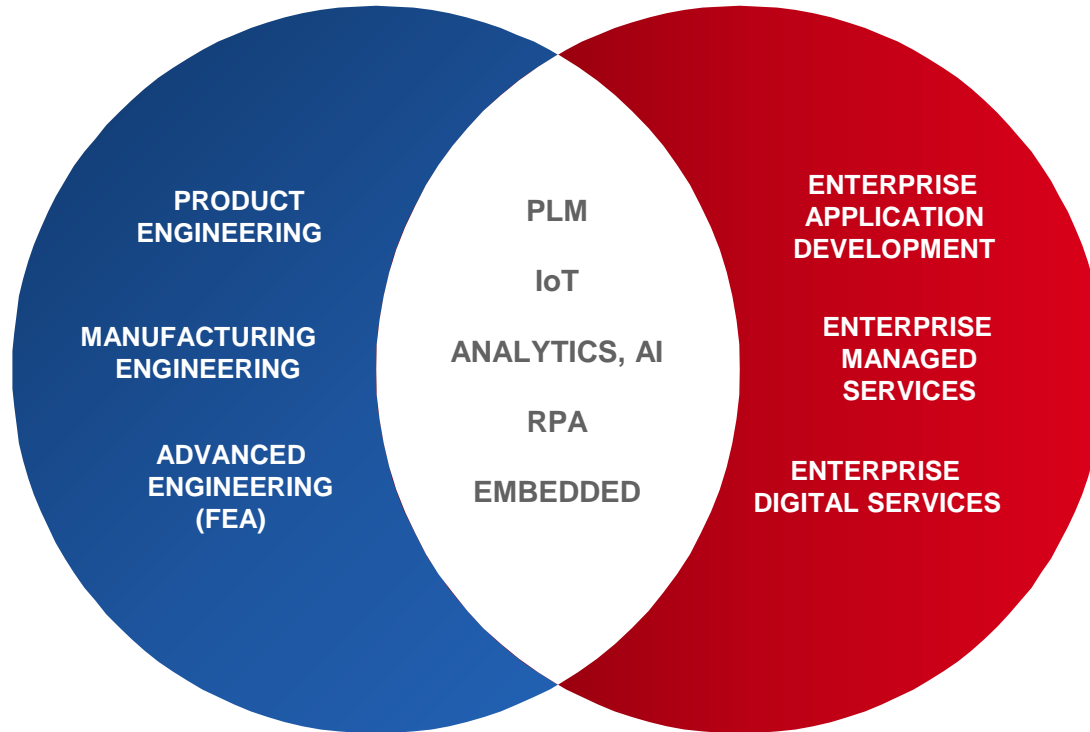 PRODUCT
ENGINEERING
MANUFACTURING
ENGINEERING
ADVANCED
ENGINEERING
(FEA)
PLM
IoT
ANALYTICS, AI
RPA
EMBEDDED
ENTERPRISE
APPLICATION
DEVELOPMENT
ENTERPRISE
MANAGED
SERVICES
ENTERPRISE
DIGITAL SERVICES